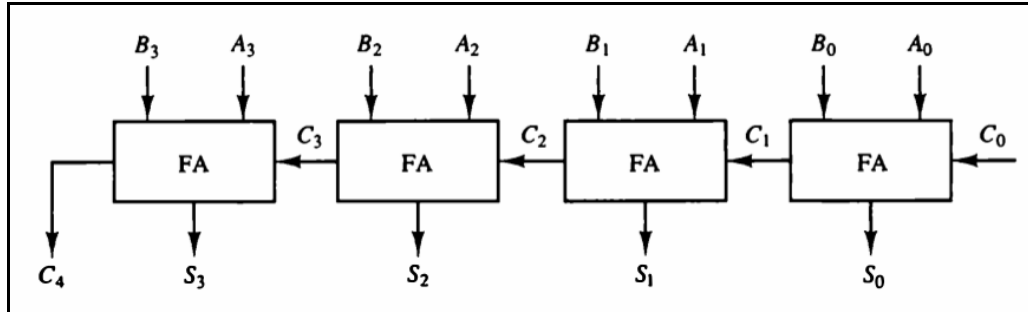 B₃ A₃ B₂ A₂ B₁ A₁ B₀ A₀
C₃ C₂ C₁ C₀
FA FA FA FA
C₄ S₃ S₂ S₁ S₀